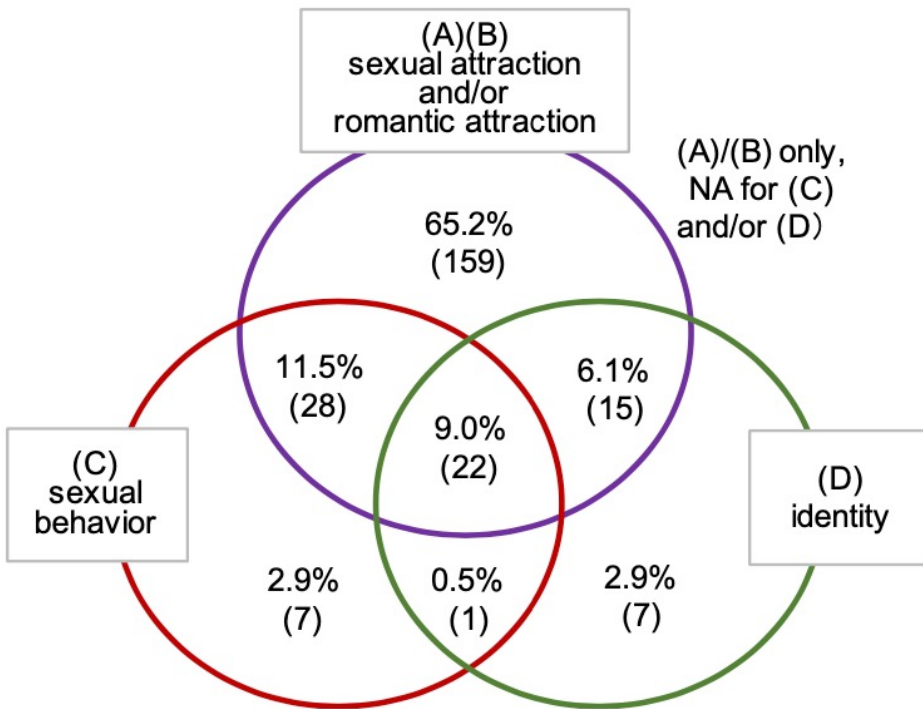 (A)(B)
sexual attraction
and/or
romantic attraction
(A)/(B) only,
NA for (C)
and/or (D）
65.2%
(159)
11.5%
(28)
6.1%
(15)
9.0%
(22)
(C)
sexual
behavior
(D)
identity
2.9%
(7)
0.5%
(1)
2.9%
(7)